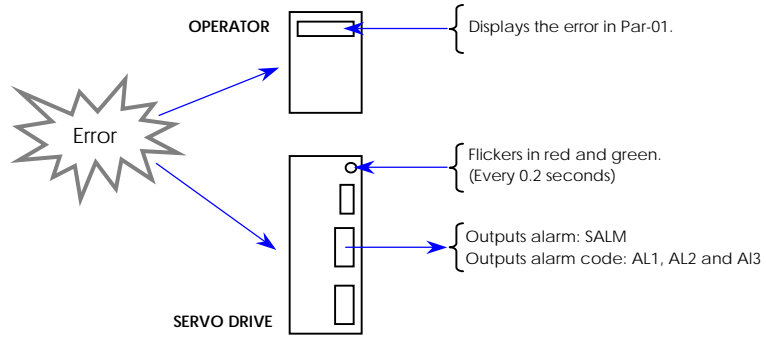 OPERATOR
Displays the error in Par-01.
Error
Flickers in red and green.
(Every 0.2 seconds)
Outputs alarm: SALM
Outputs alarm code: AL1, AL2 and Al3
SERVO DRIVE